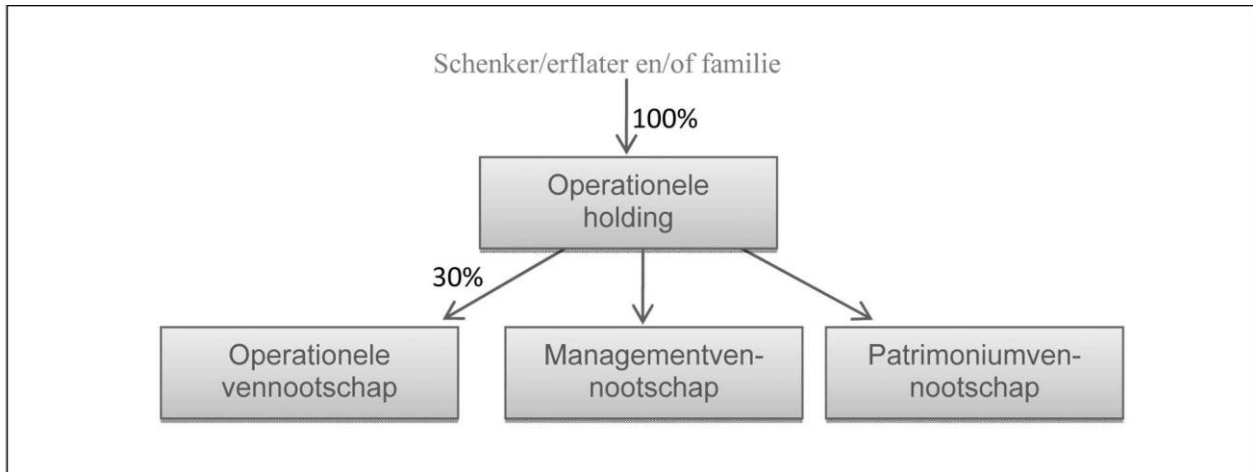 Schenker/erflater en/of familie
100%
Operationele
holding
30%
Operationele
vennootschap
Managementven-
nootschap
Patrimoniumven-
nootschap